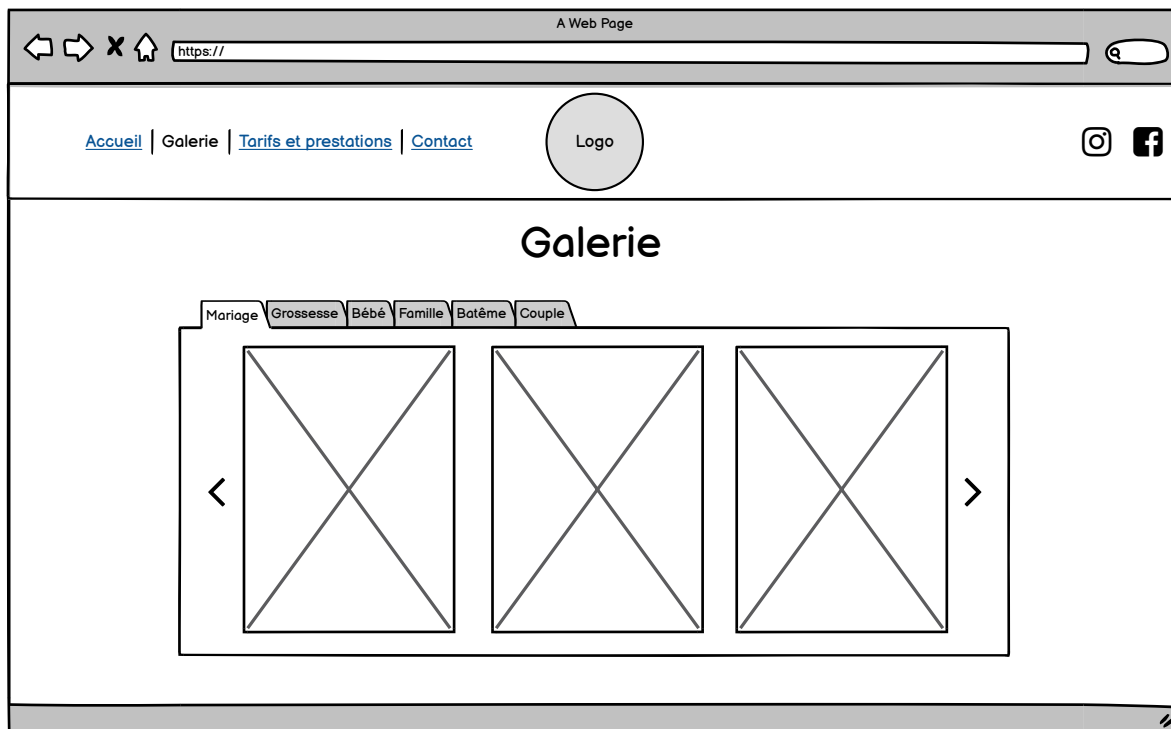 A Web Page
https://
Accueil | Galerie | Tarifs et prestations | Contact
Logo
Galerie
Mariage Grossesse Bébé Famille Batême Couple